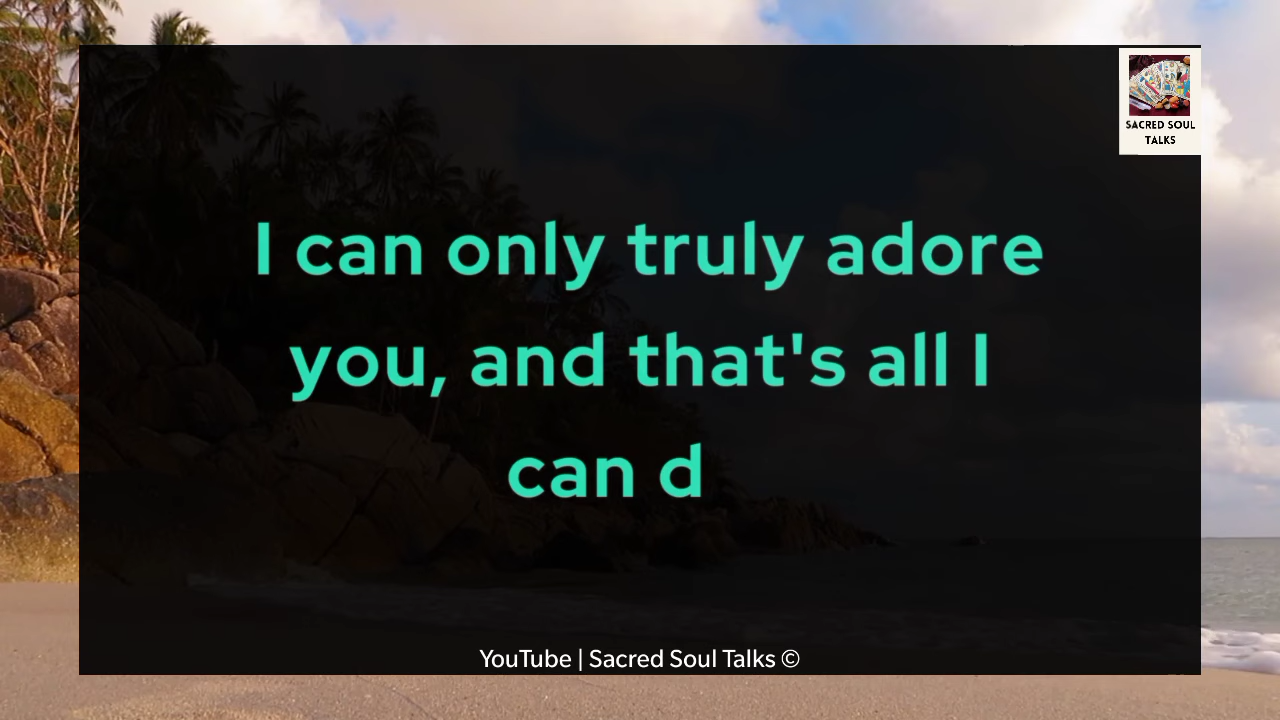 SACRED SOUL
TALKS
I can only truly adore
you, and that's all I
can d
YouTube | Sacred Soul Talks ©